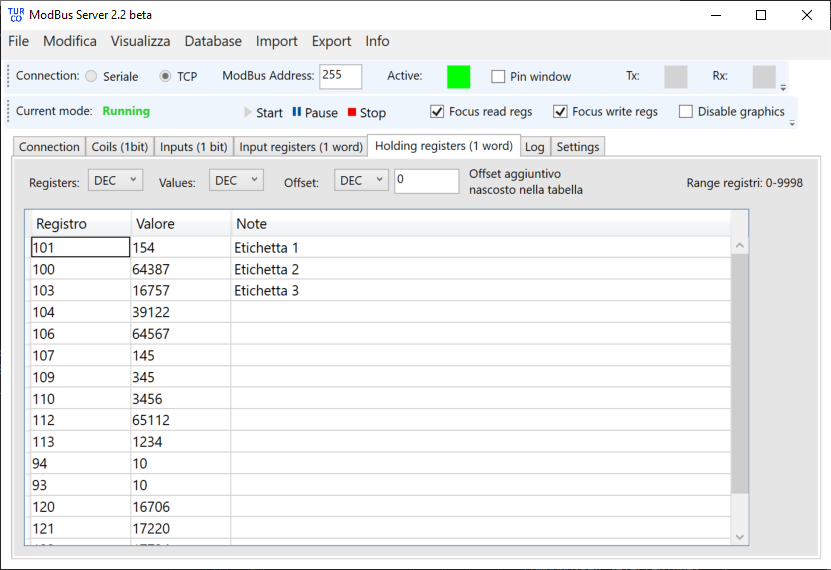 TUR
CO
ModBus Server 2.2 beta
File Modifica Visualizza Database Import Export Info
Connection: Seriale TCP ModBus Address: 255 Active: Pin window Tx: Rx:
Current mode: Running Start Pause Stop Focus read regs Focus write regs Disable graphics
Connection Coils (1bit) Inputs (1 bit) Input registers (1 word) Holding registers (1 word) Log Settings
Registers: DEC Values: DEC Offset: DEC 0 Offset aggiuntivo
nascosto nella tabella
Range registri: 0-9998
Registro Valore Note
101 154 Etichetta 1
100 64387 Etichetta 2
103 16757 Etichetta 3
104 39122
106 64567
107 145
109 345
110 3456
112 65112
113 1234
94 10
93 10
120 16706
121 17220